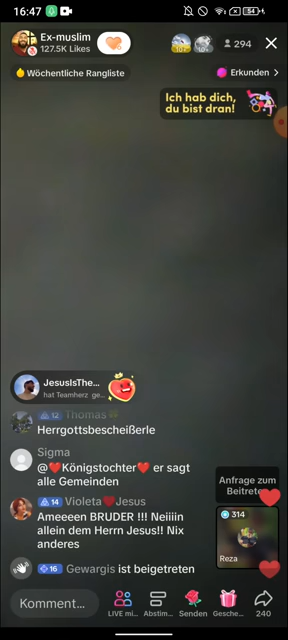 16:47
54
Ex-muslim
127.5K Likes
10+
294
Wöchentliche Rangliste
Erkunden
Ich hab dich,
du bist dran!
JesusIsThe...
hat Teamherz ge...
12 Thomas
Herrgottsbescheißerle
Sigma
@❤️Königstochter❤️ er sagt
alle Gemeinden
14 Violeta❤️Jesus
Ameeeen BRUDER !!! Neiiiin
allein dem Herrn Jesus!! Nix
anderes
16 Gewargis ist beigetreten
Anfrage zum
Beitrete
314
Reza
Komment...
LIVE mi...
Abstim...
Senden
Gesche...
240